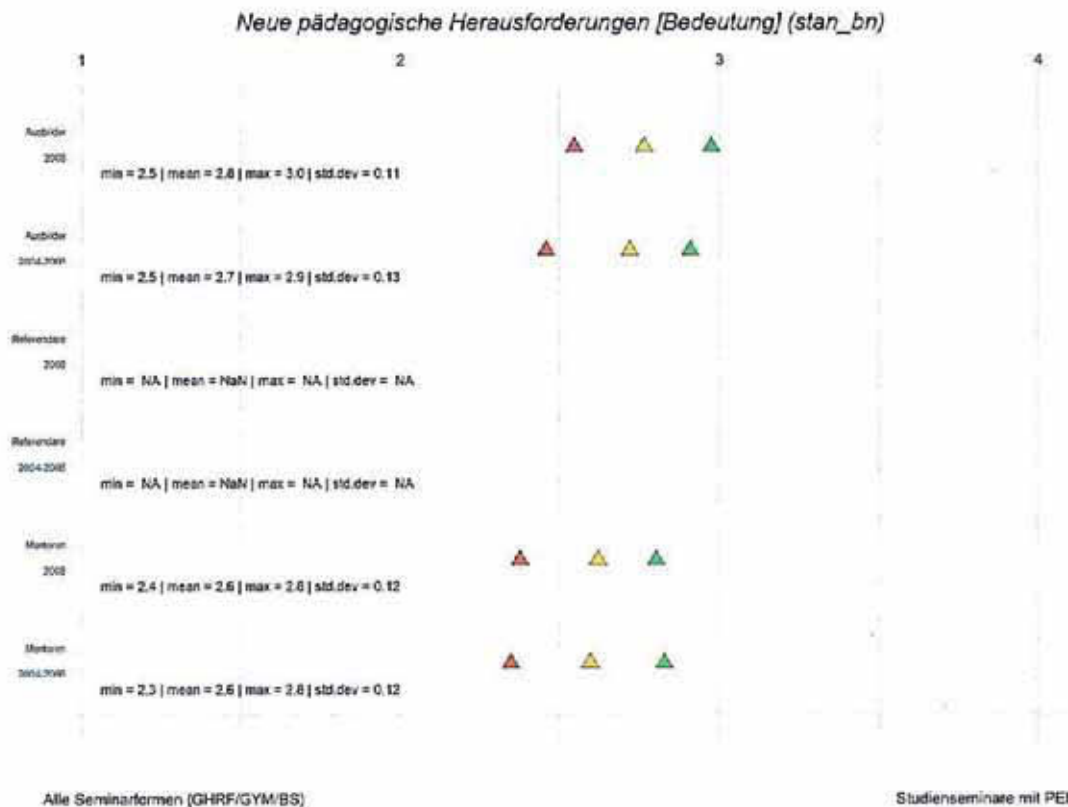 Neue pädagogische Herausforderungen [Bedeutung] (stan_bn)
1 2 3 4
Ausbilder
min = 2.5 | mean = 2.8 | max = 3.0 | std.dev = 0.11
Ausbilder
min = 2.5 | mean = 2.7 | max = 2.9 | std.dev = 0.13
Referendare
min = NA | mean = NaN | max = NA | std.dev = NA
Referendare
min = NA | mean = NaN | max = NA | std.dev = NA
Mentoren
min = 2.4 | mean = 2.6 | max = 2.8 | std.dev = 0.12
Mentoren
min = 2.3 | mean = 2.6 | max = 2.8 | std.dev = 0.12
Alle Seminarformen (GHRF/GYM/BS) Studienseminare mit PE